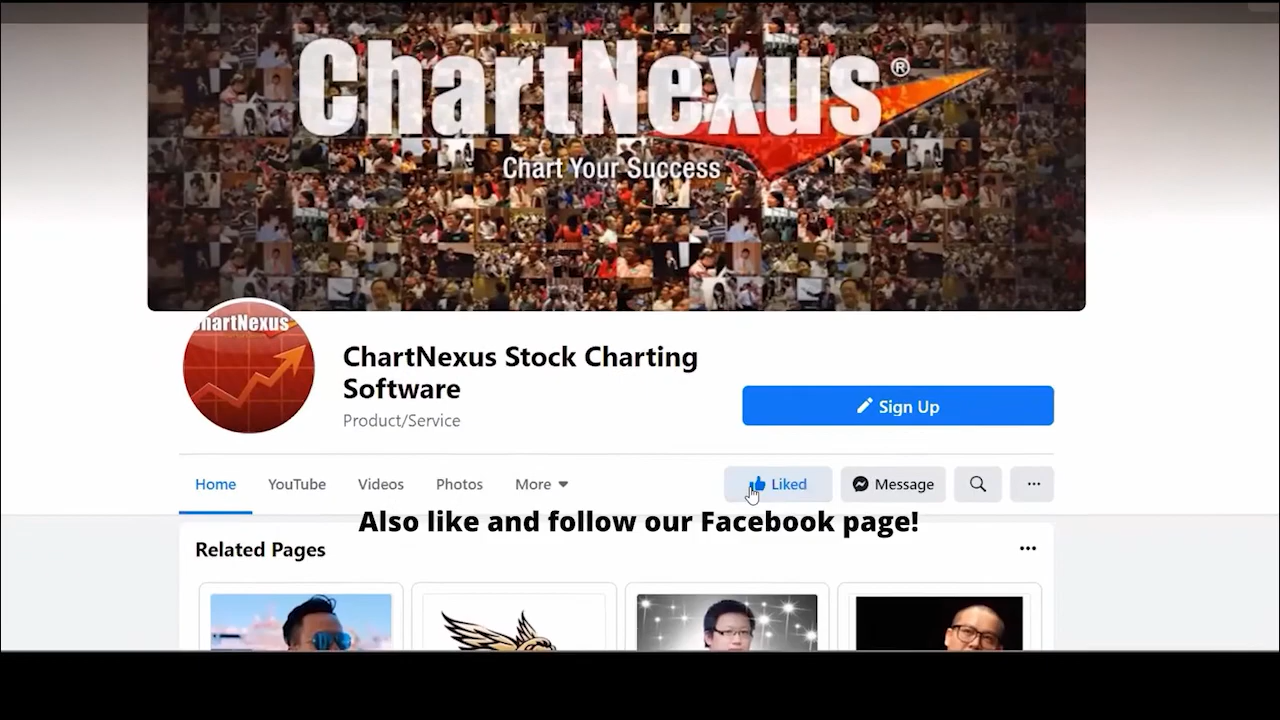 ChartNexus®
Chart Your Success
hartNexus
ChartNexus Stock Charting
Software
Product/Service
Sign Up
Home
YouTube
Videos
Photos
More
Liked
Message
Also like and follow our Facebook page!
Related Pages